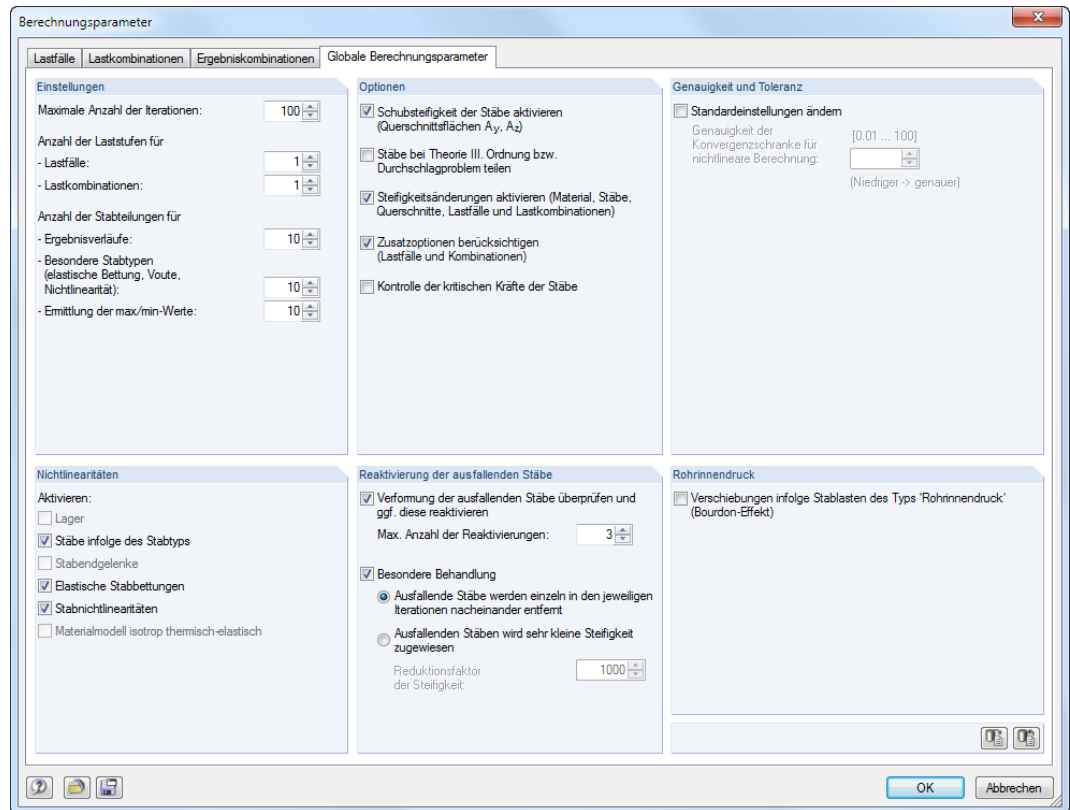 Berechnungsparameter
Lastfälle
Lastkombinationen
Ergebniskombinationen
Globale Berechnungsparameter
Einstellungen
Maximale Anzahl der Iterationen: 100
Anzahl der Laststufen für
- Lastfälle: 1
- Lastkombinationen: 1
Anzahl der Stabteilungen für
- Ergebnisverläufe: 10
- Besondere Stabtypen
(elastische Bettung, Voute,
Nichtlinearität): 10
- Ermittlung der max/min-Werte: 10
Optionen
Schubsteifigkeit der Stäbe aktivieren
(Querschnittsflächen Ay, Az)
Stäbe bei Theorie III. Ordnung bzw.
Durchschlagproblem teilen
Steifigkeitsänderungen aktivieren (Material, Stäbe,
Querschnitte, Lastfälle und Lastkombinationen)
Zusatzoptionen berücksichtigen
(Lastfälle und Kombinationen)
Kontrolle der kritischen Kräfte der Stäbe
Genauigkeit und Toleranz
Standardeinstellungen ändern
Genauigkeit der
Konvergenzschranke für
nichtlineare Berechnung:
[0.01 ... 100]
(Niedriger -> genauer)
Nichtlinearitäten
Aktivieren:
Lager
Stäbe infolge des Stabtyps
Stabendgelenke
Elastische Stabbettungen
Stabnichtlinearitäten
Materialmodell isotrop thermisch-elastisch
Reaktivierung der ausfallenden Stäbe
Verformung der ausfallenden Stäbe überprüfen und
ggf. diese reaktivieren
Max. Anzahl der Reaktivierungen: 3
Besondere Behandlung
Ausfallende Stäbe werden einzeln in den jeweiligen
Iterationen nacheinander entfernt
Ausfallenden Stäben wird sehr kleine Steifigkeit
zugewiesen
Reduktionsfaktor
der Steifigkeit: 1000
Rohrinnendruck
Verschiebungen infolge Stablasten des Typs 'Rohrinnendruck'
(Bourdon-Effekt)
OK
Abbrechen